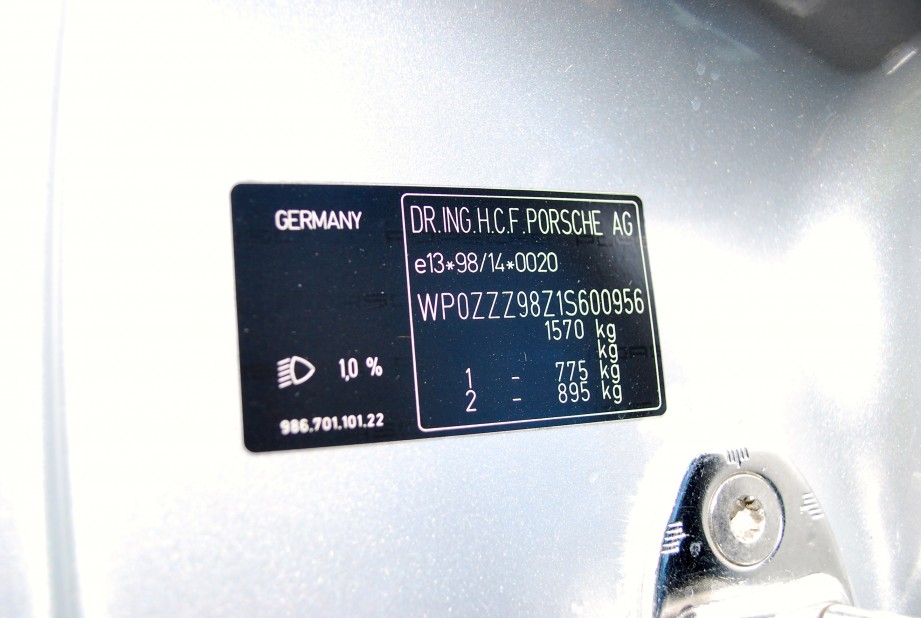 GERMANY
DR.ING.H.C.F.PORSCHE AG
e13*98/14*0020
WP0ZZZ98Z1S600956
1570 kg
kg
1 - 775 kg
2 - 895 kg
1,0 %
986.701.101.22